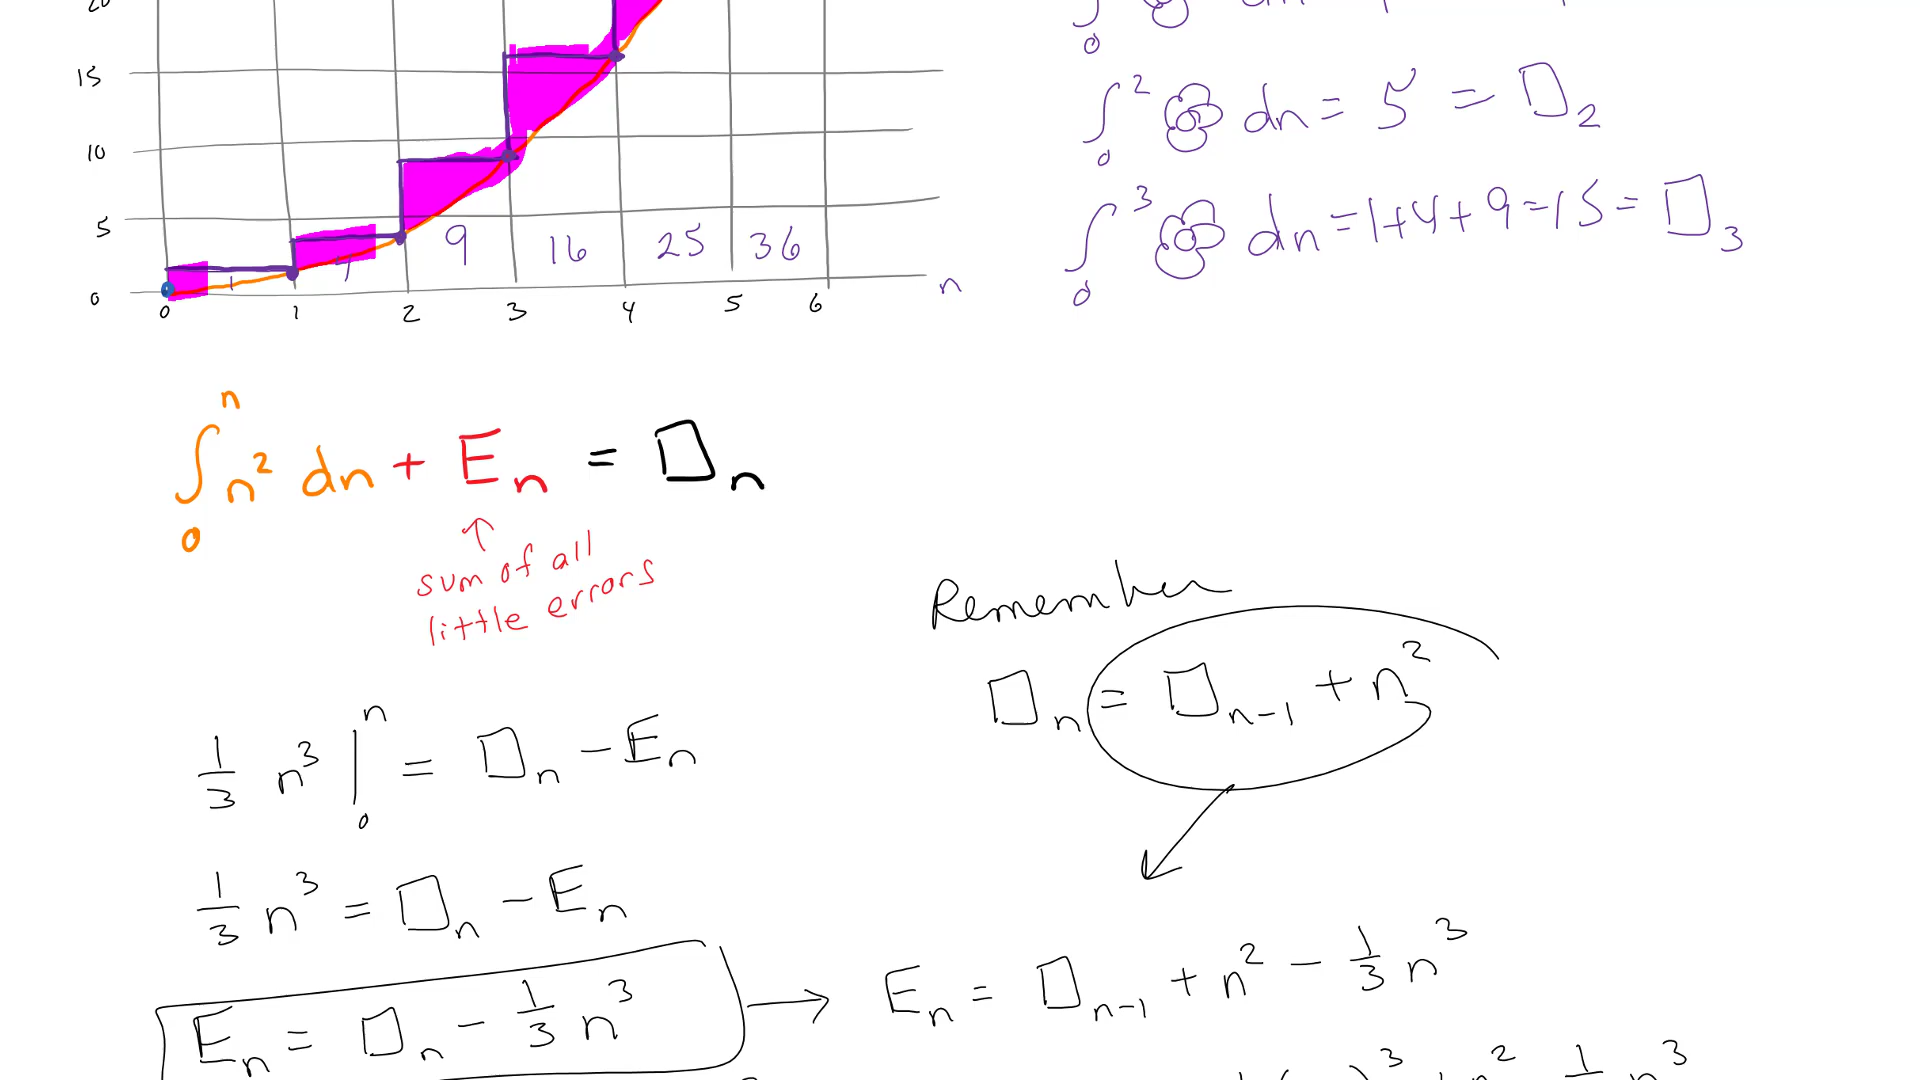 20
15
10
5
0
1 4 9 16 25 36
0 1 2 3 4 5 6 n
∫₀² dn = 5 = □₂
∫₀³ dn = 1+4+9 = 15 = □₃
∫₀ⁿ n² dn + Eₙ = □ₙ
↑
sum of all
little errors
Remember
□ₙ = □ₙ₋₁ + n²
1/3 n³ |₀ⁿ = □ₙ − Eₙ
1/3 n³ = □ₙ − Eₙ
Eₙ = □ₙ − 1/3 n³ → Eₙ = □ₙ₋₁ + n² − 1/3 n³